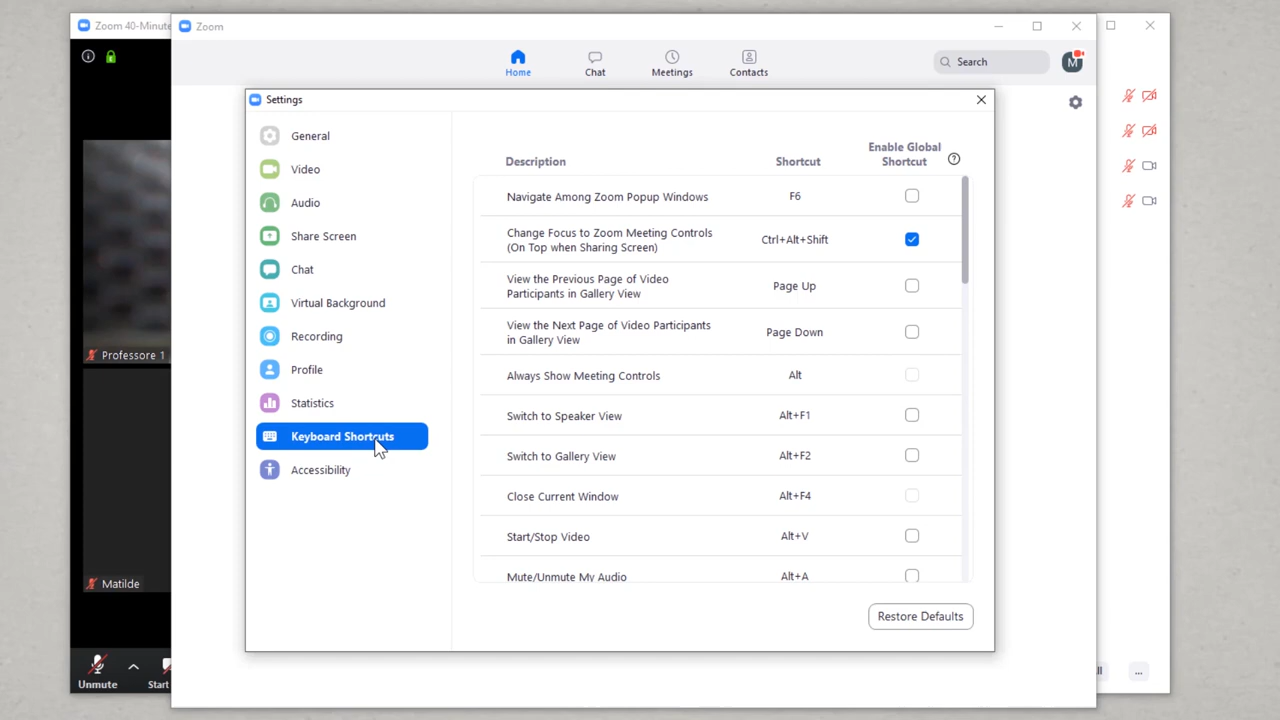 Zoom 40-Minute
Zoom
Home
Chat
Meetings
Contacts
Search
M
Settings
General
Video
Audio
Share Screen
Chat
Virtual Background
Recording
Profile
Statistics
Keyboard Shortcuts
Accessibility
Description
Shortcut
Enable Global
Shortcut
?
Navigate Among Zoom Popup Windows
F6
Change Focus to Zoom Meeting Controls
(On Top when Sharing Screen)
Ctrl+Alt+Shift
View the Previous Page of Video
Participants in Gallery View
Page Up
View the Next Page of Video Participants
in Gallery View
Page Down
Always Show Meeting Controls
Alt
Switch to Speaker View
Alt+F1
Switch to Gallery View
Alt+F2
Close Current Window
Alt+F4
Start/Stop Video
Alt+V
Mute/Unmute My Audio
Alt+A
Restore Defaults
Professore 1
Matilde
Unmute
Start
...